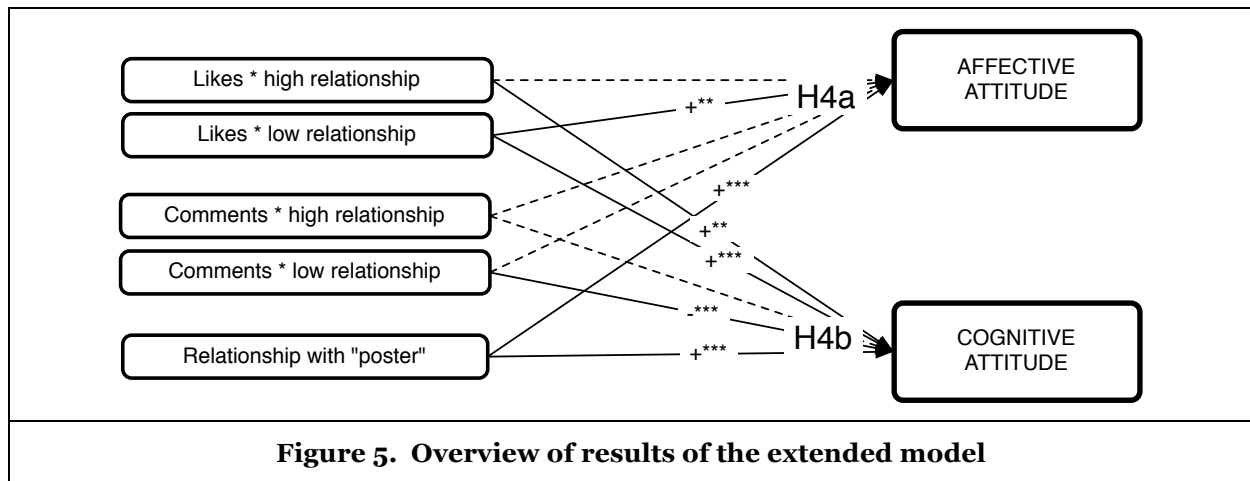 Likes * high relationship
Likes * low relationship
Comments * high relationship
Comments * low relationship
Relationship with "poster"
+**
+***
+**
+***
-***
+***
H4a
H4b
AFFECTIVE
ATTITUDE
COGNITIVE
ATTITUDE
Figure 5. Overview of results of the extended model